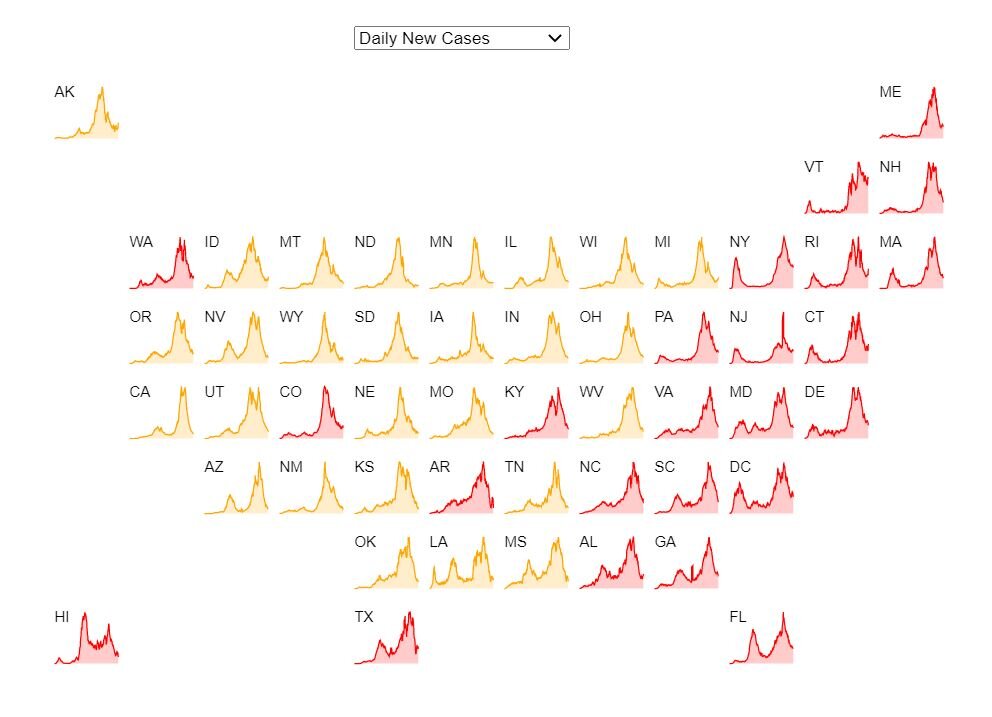 Daily New Cases
AK ME
VT NH
WA ID MT ND MN IL WI MI NY RI MA
OR NV WY SD IA IN OH PA NJ CT
CA UT CO NE MO KY WV VA MD DE
AZ NM KS AR TN NC SC DC
OK LA MS AL GA
HI TX FL